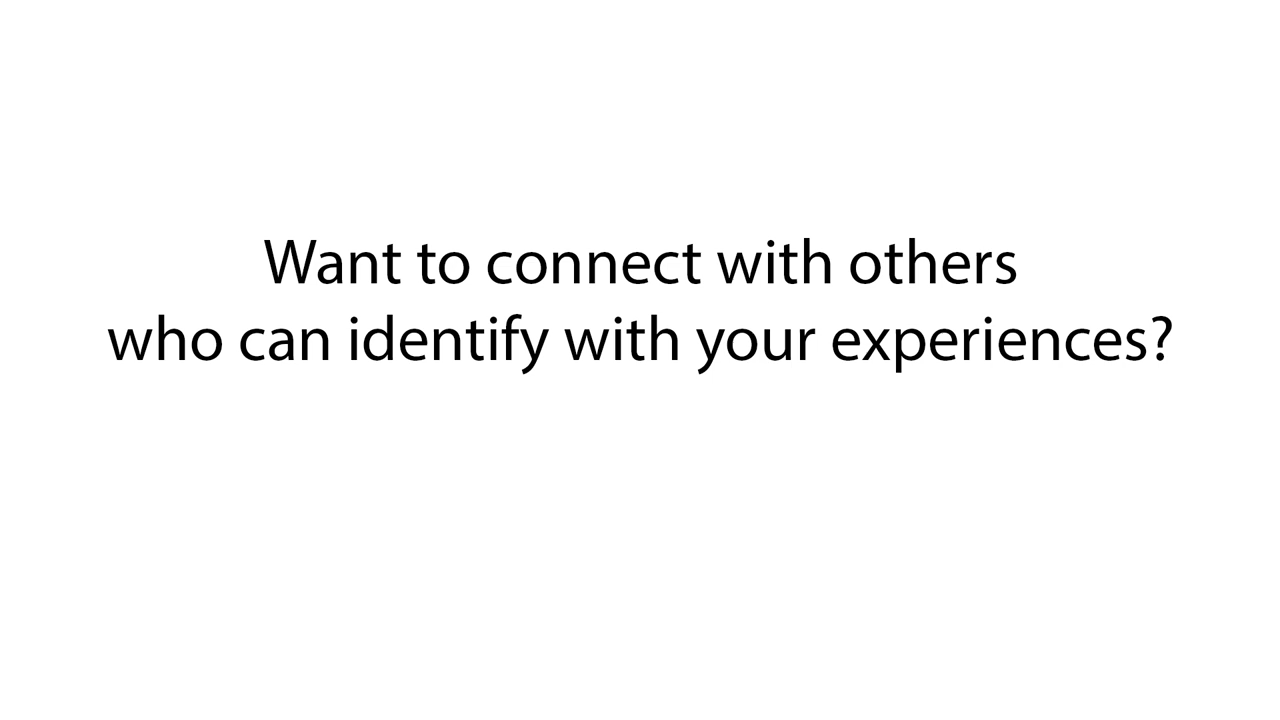 Want to connect with others
who can identify with your experiences?